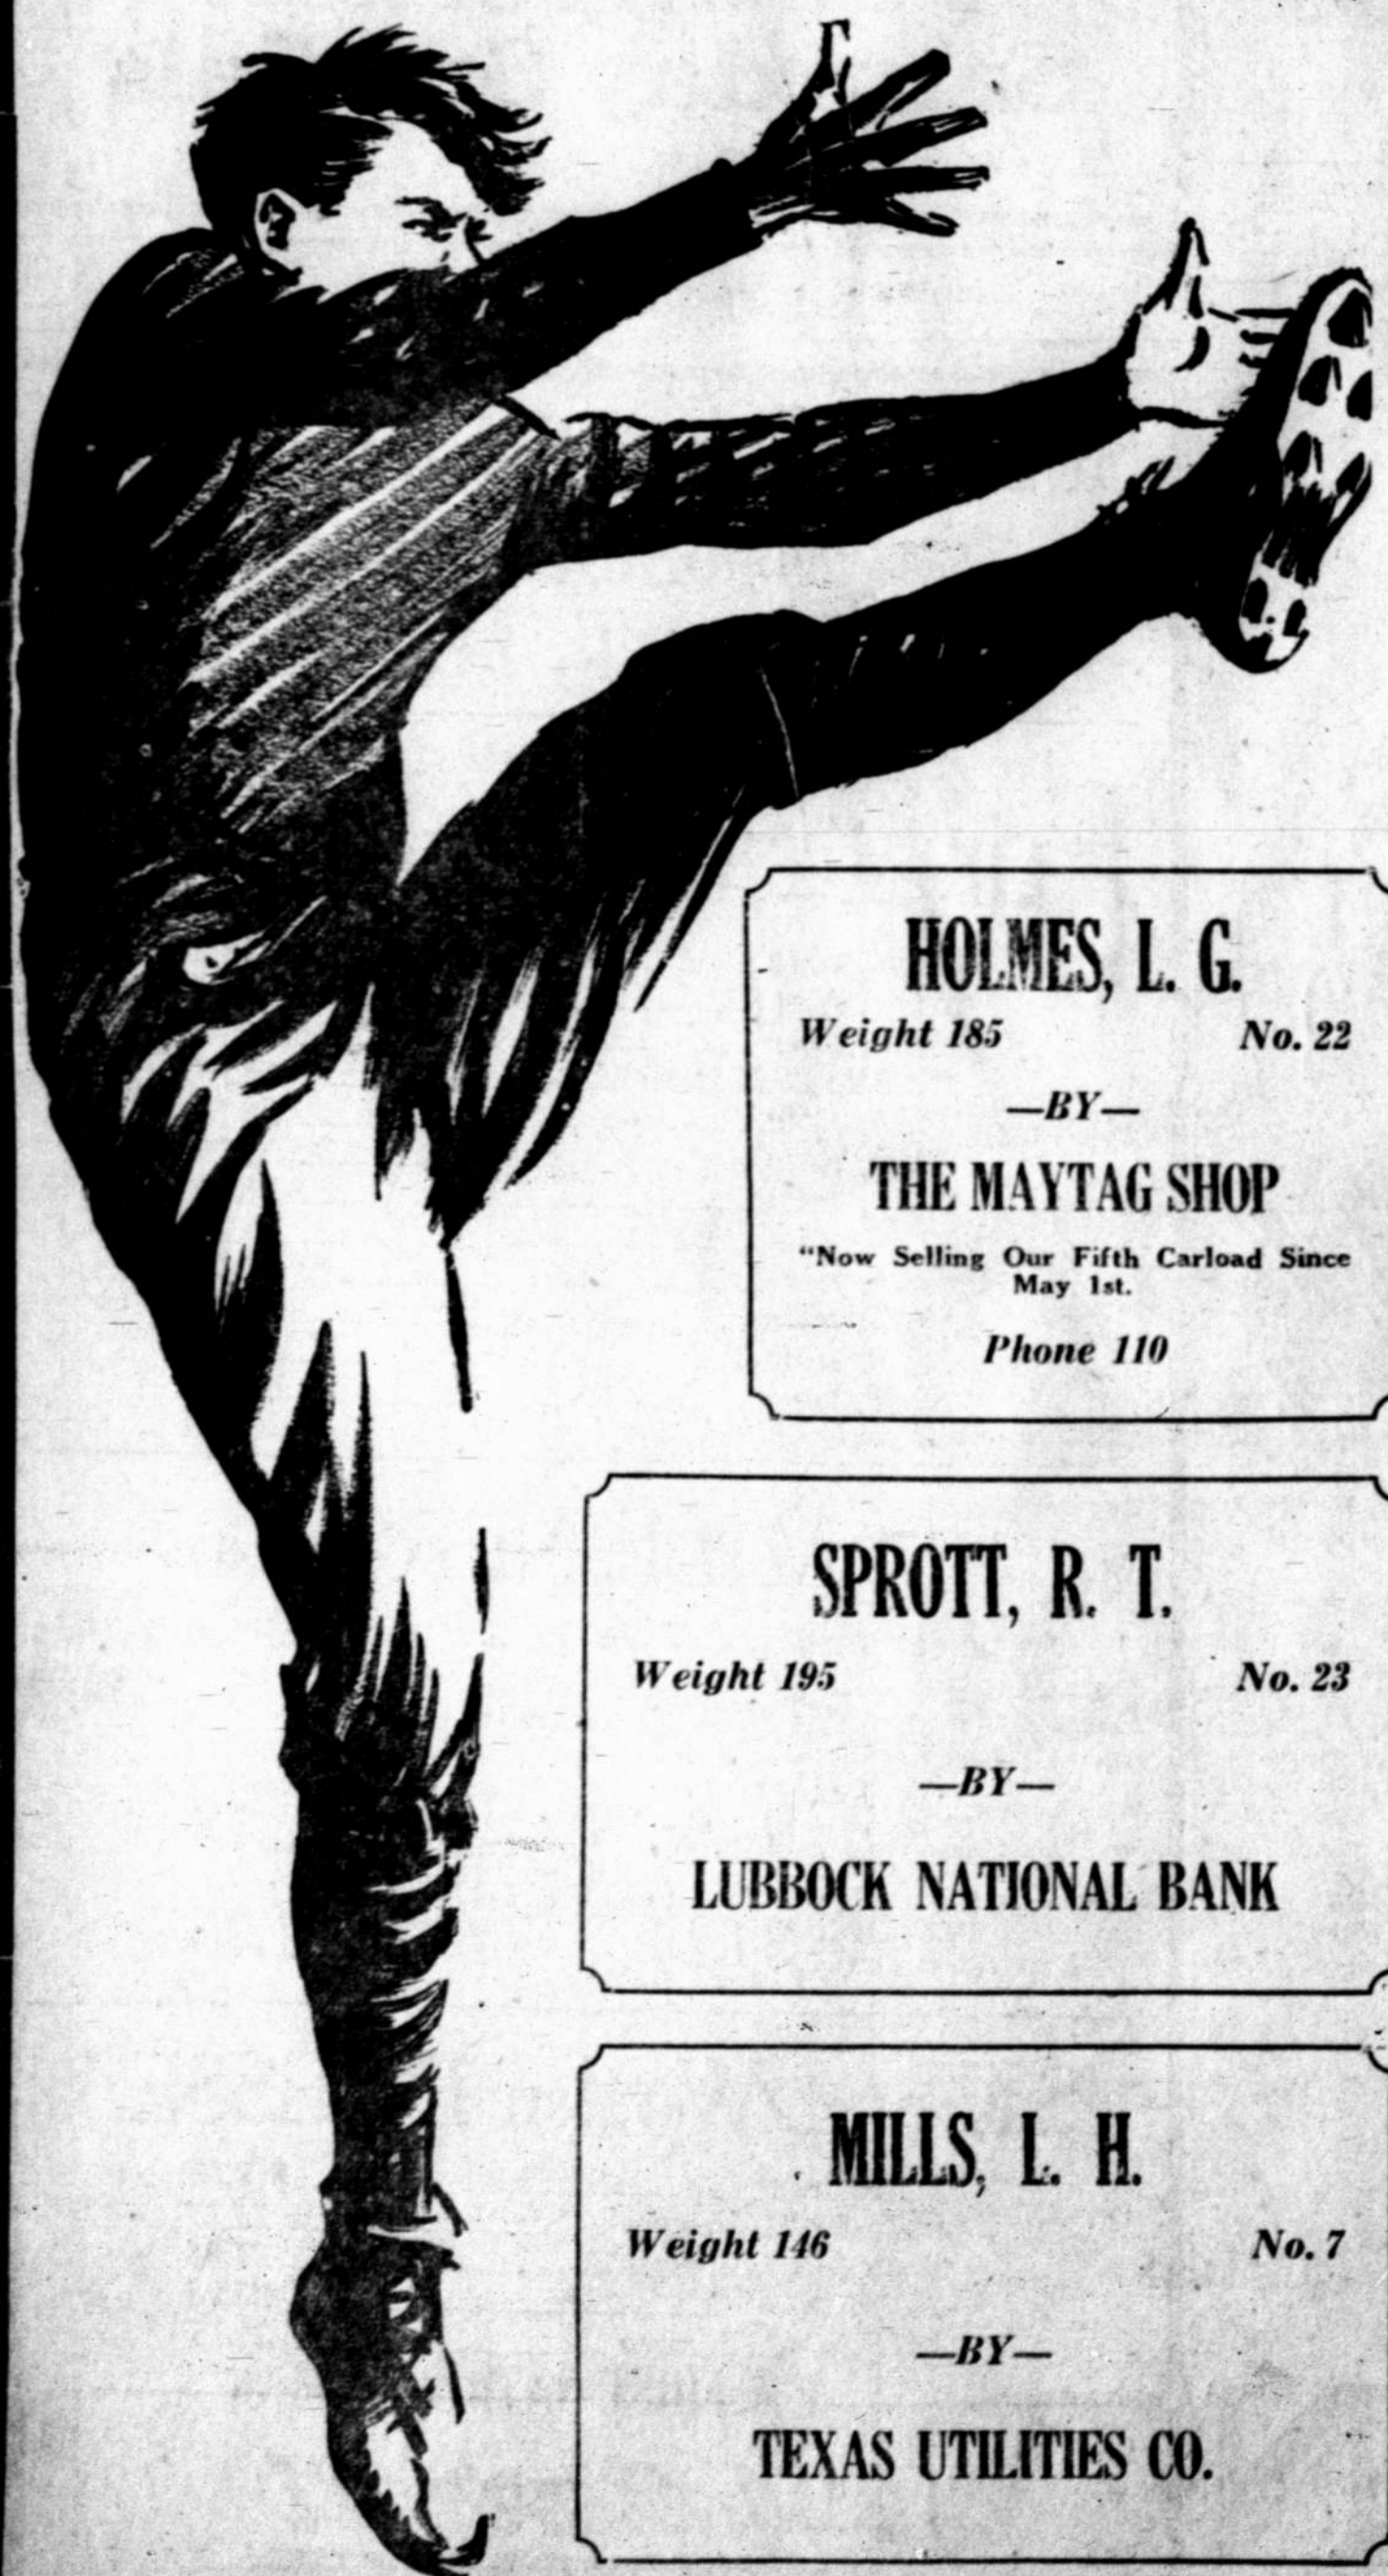 HOLMES, L. G.
Weight 185 No. 22
—BY—
THE MAYTAG SHOP
“Now Selling Our Fifth Carload Since
May 1st.
Phone 110
SPROTT, R. T.
Weight 195 No. 23
—BY—
LUBBOCK NATIONAL BANK
MILLS, L. H.
Weight 146 No. 7
—BY—
TEXAS UTILITIES CO.